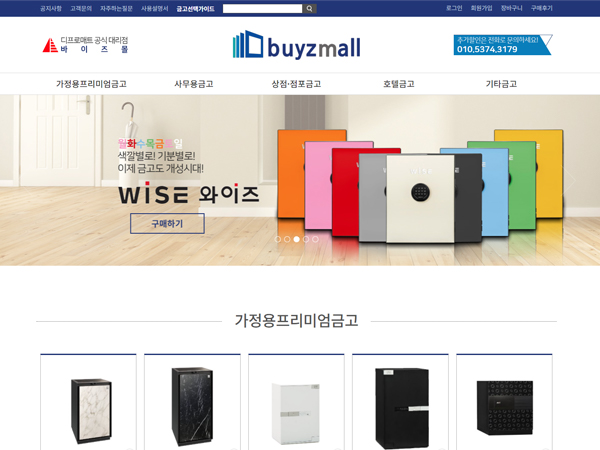 공지사항 고객문의 자주하는질문 사용설명서 금고선택가이드
로그인 회원가입 장바구니 구매후기
디프로매트 공식 대리점
바이즈몰
buyzmall
추가할인은 전화로 문의하세요!
010.5374.3179
가정용프리미엄금고 사무용금고 상점·점포금고 호텔금고 기타금고
월화수목금토일
색깔별로! 기분별로!
이제 금고도 개성시대!
WiSE 와이즈
구매하기
가정용프리미엄금고